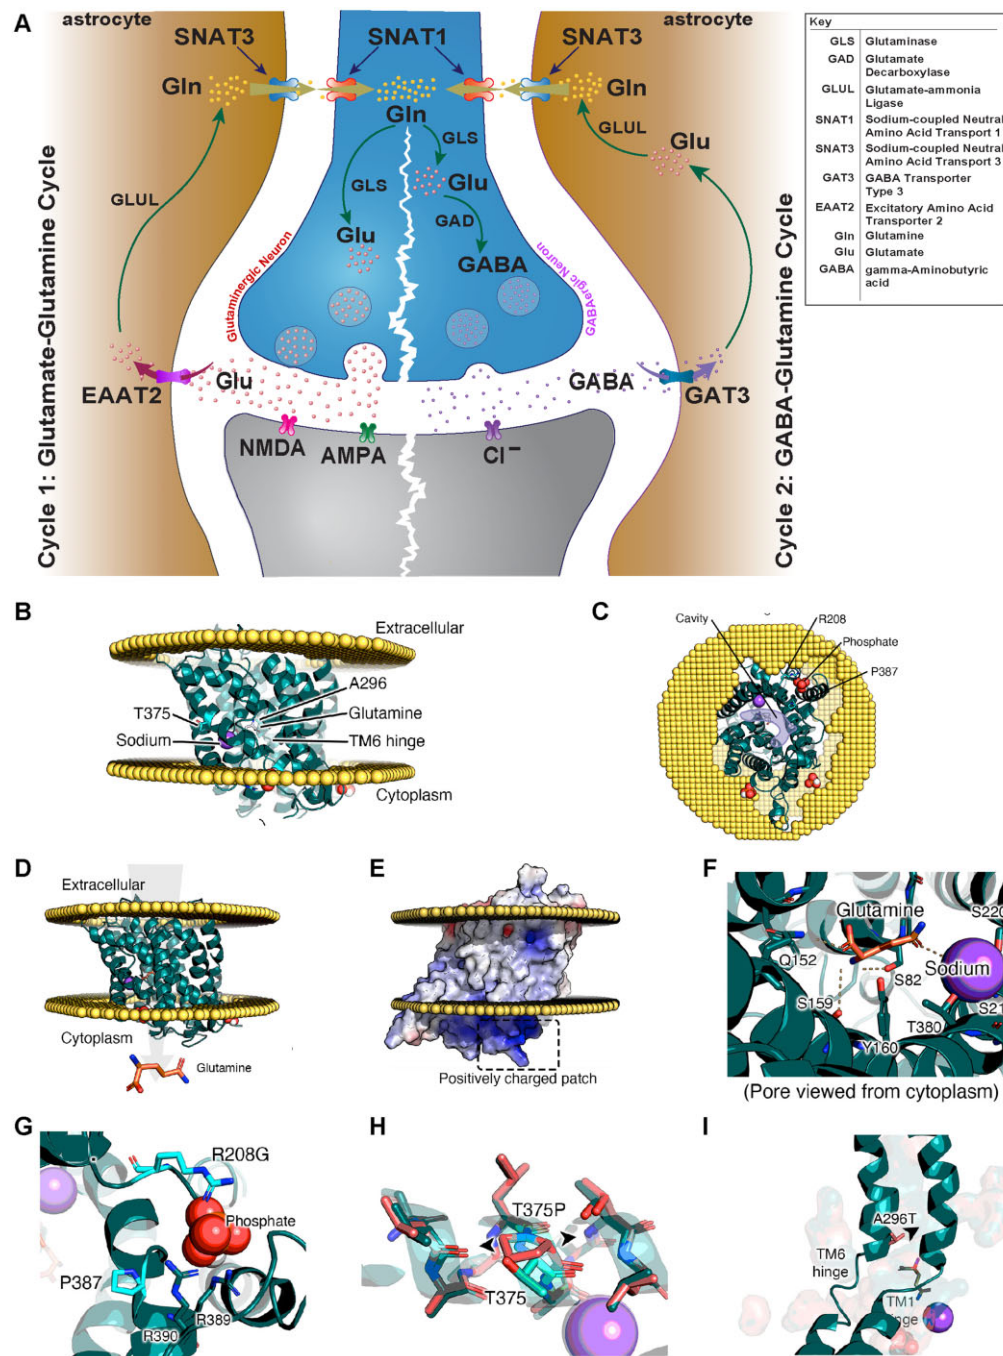 A
astrocyte
astrocyte
SNAT3
SNAT1
SNAT3
Gln
Gln
Gln
GLS
GLS
Glu
Glu
GAD
GABA
GLUL
GLUL
Glu
Glutaminergic Neuron
GABAergic Neuron
Cycle 1: Glutamate-Glutamine Cycle
Cycle 2: GABA-Glutamine Cycle
EAAT2
Glu
GABA
GAT3
NMDA
AMPA
Cl⁻
Key
GLS Glutaminase
GAD Glutamate
Decarboxylase
GLUL Glutamate-ammonia
Ligase
SNAT1 Sodium-coupled Neutral
Amino Acid Transport 1
SNAT3 Sodium-coupled Neutral
Amino Acid Transport 3
GAT3 GABA Transporter
Type 3
EAAT2 Excitatory Amino Acid
Transporter 2
Gln Glutamine
Glu Glutamate
GABA gamma-Aminobutyric
acid
B
Extracellular
A296
T375
Glutamine
Sodium
TM6 hinge
Cytoplasm
C
Cavity
R208
Phosphate
P387
D
Extracellular
Cytoplasm
Glutamine
E
Positively charged patch
F
Glutamine
S220
Q152
S82
Sodium
S159
S21
T380
Y160
(Pore viewed from cytoplasm)
G
R208G
Phosphate
P387
R389
R390
H
T375P
T375
I
A296T
TM6
hinge
TM1